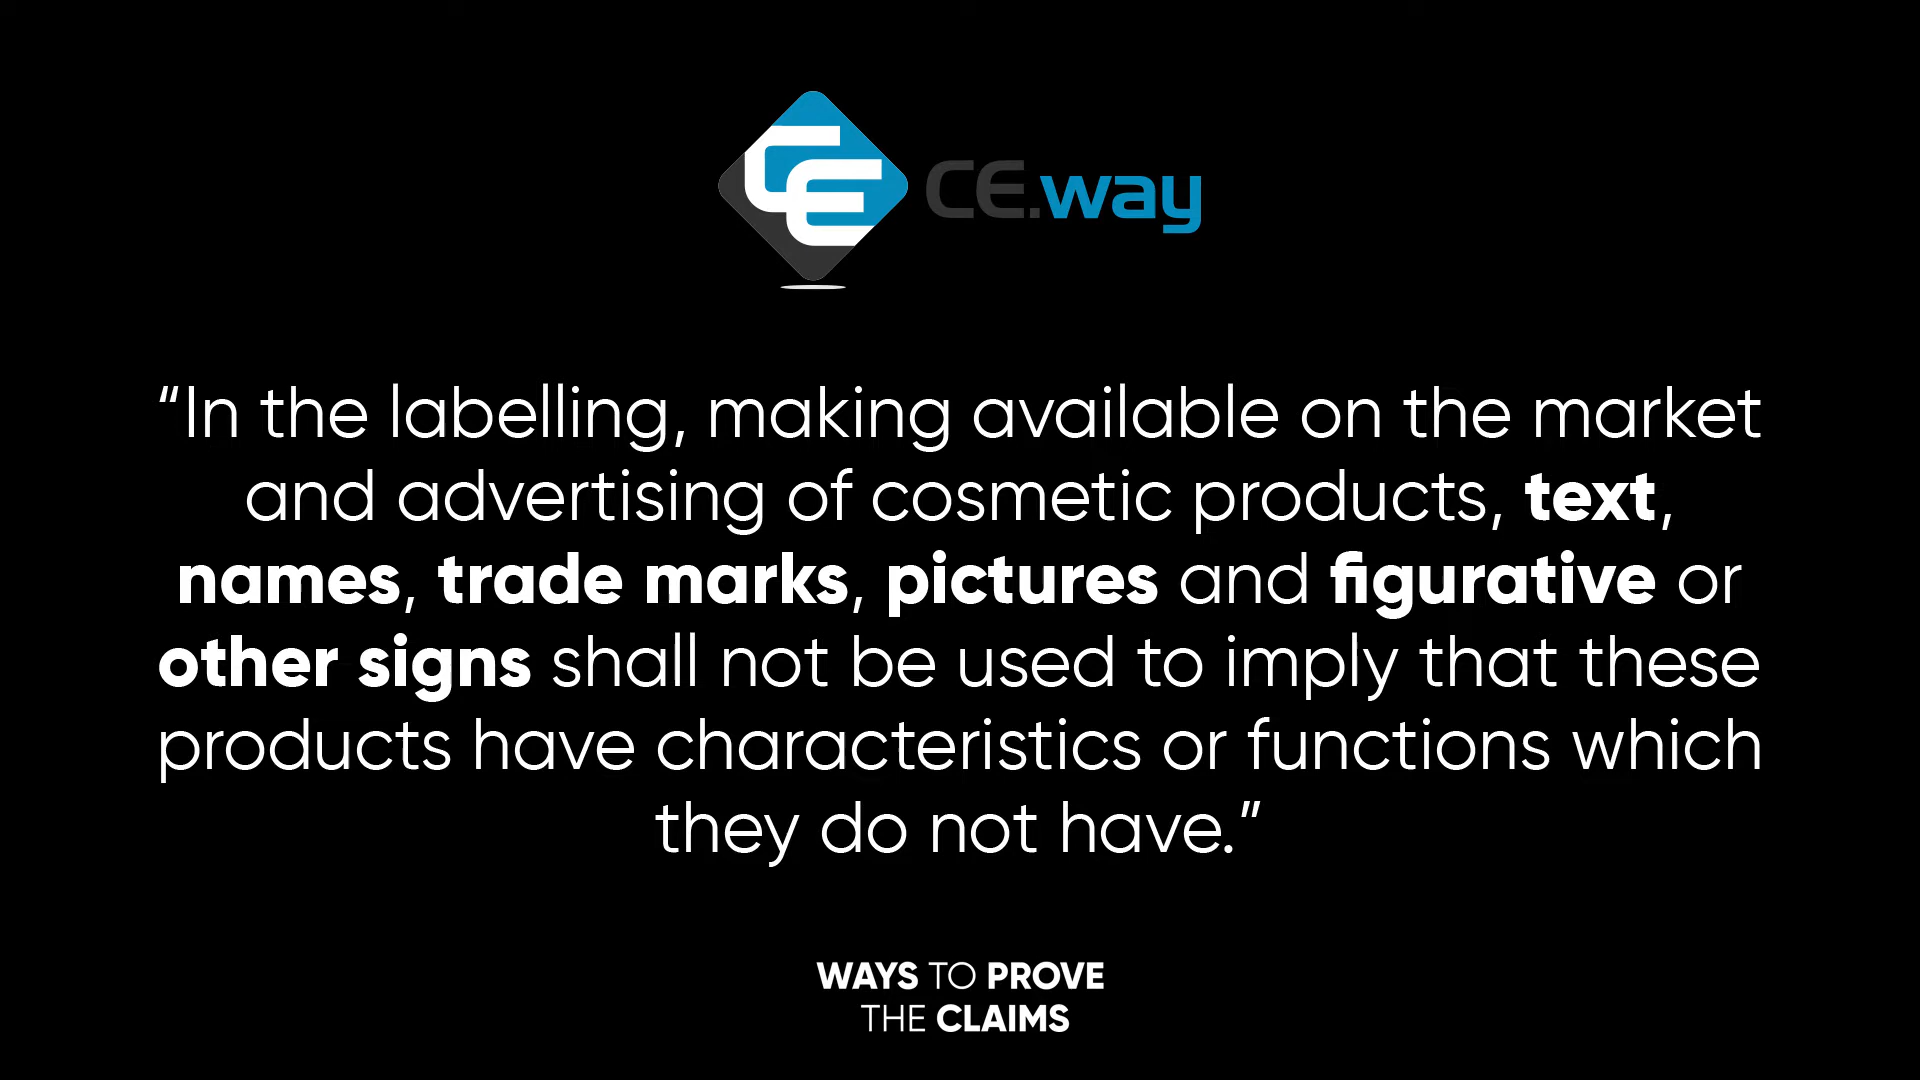 CE CE.way
“In the labelling, making available on the market
and advertising of cosmetic products, text,
names, trade marks, pictures and figurative or
other signs shall not be used to imply that these
products have characteristics or functions which
they do not have.”
WAYS TO PROVE
THE CLAIMS